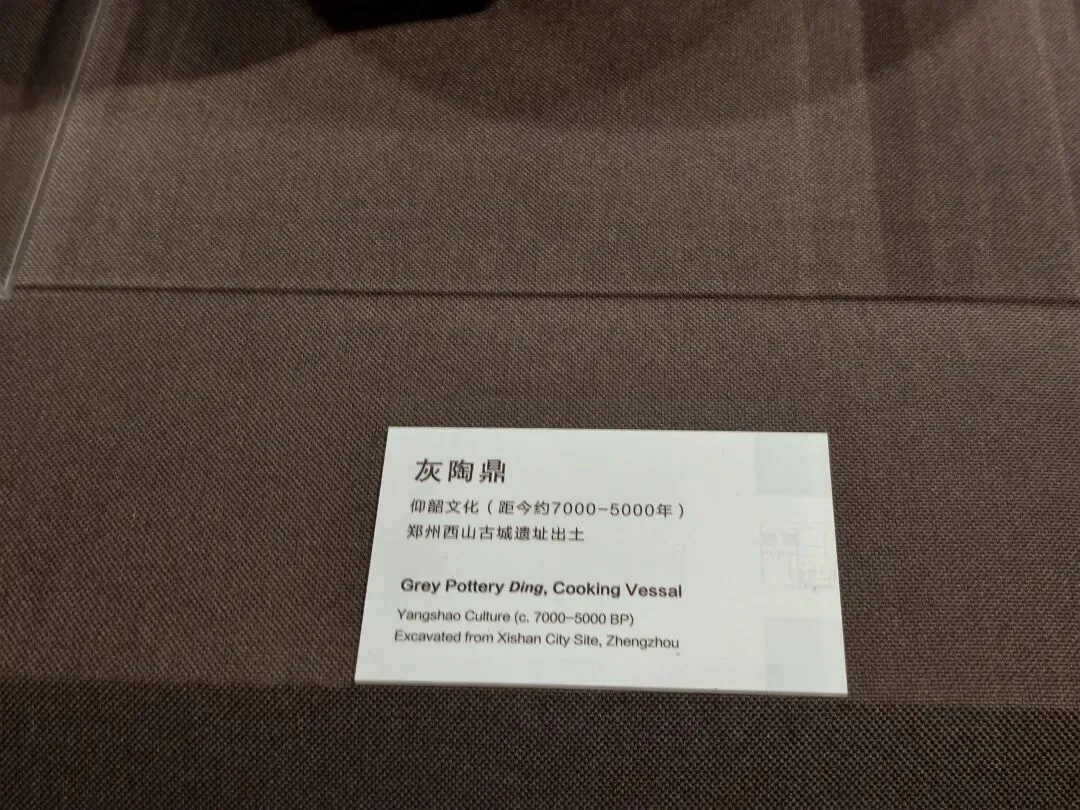 灰陶鼎
仰韶文化（距今约7000-5000年）
郑州西山古城遗址出土
Grey Pottery Ding, Cooking Vessal
Yangshao Culture (c. 7000-5000 BP)
Excavated from Xishan City Site, Zhengzhou